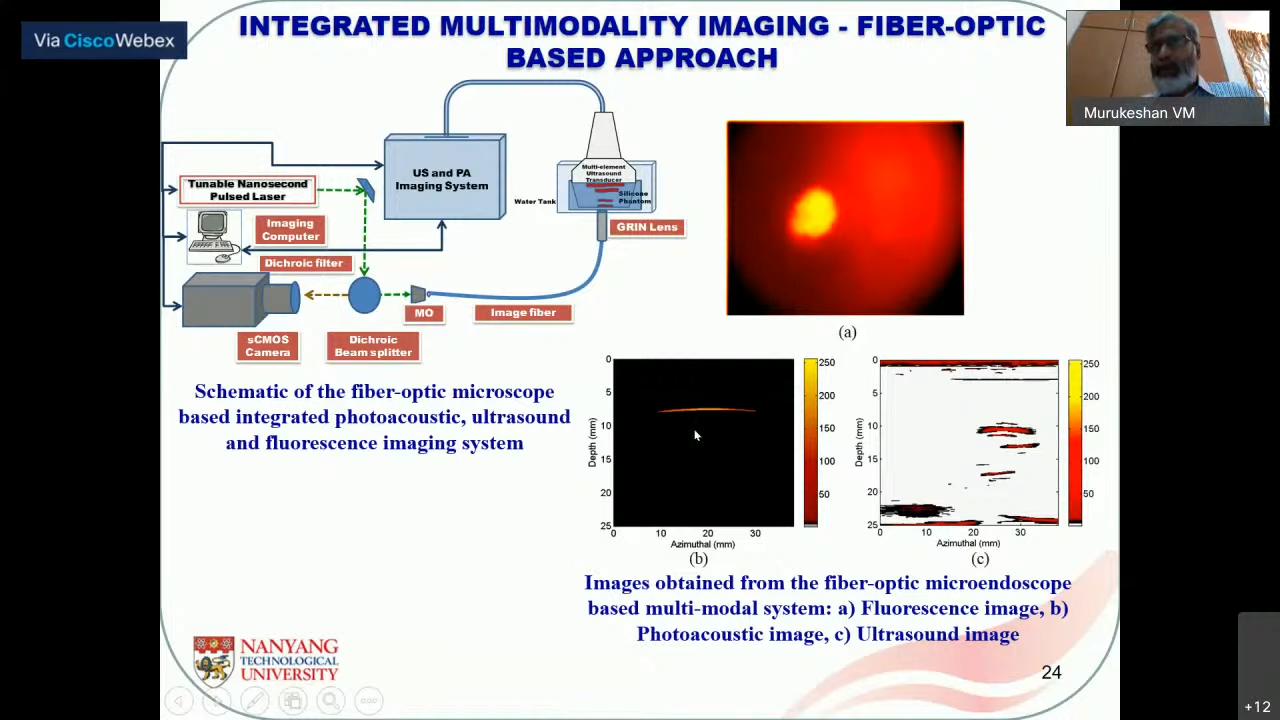 INTEGRATED MULTIMODALITY IMAGING - FIBER-OPTIC
BASED APPROACH
Via CiscoWebex
Murukeshan VM
Tunable Nanosecond
Pulsed Laser
US and PA
Imaging System
Multi-element
Ultrasound
Transducer
Silicone
Phantom
Water Tank
GRIN Lens
Imaging
Computer
Dichroic filter
MO
Image fiber
sCMOS
Camera
Dichroic
Beam splitter
Schematic of the fiber-optic microscope
based integrated photoacoustic, ultrasound
and fluorescence imaging system
(a)
0
5
10
15
20
25
Depth (mm)
0 10 20 30
Azimuthal (mm)
250
200
150
100
50
(b)
0
5
10
15
20
25
Depth (mm)
0 10 20 30
Azimuthal (mm)
250
200
150
100
50
(c)
Images obtained from the fiber-optic microendoscope
based multi-modal system: a) Fluorescence image, b)
Photoacoustic image, c) Ultrasound image
NANYANG
TECHNOLOGICAL
UNIVERSITY
24
+12